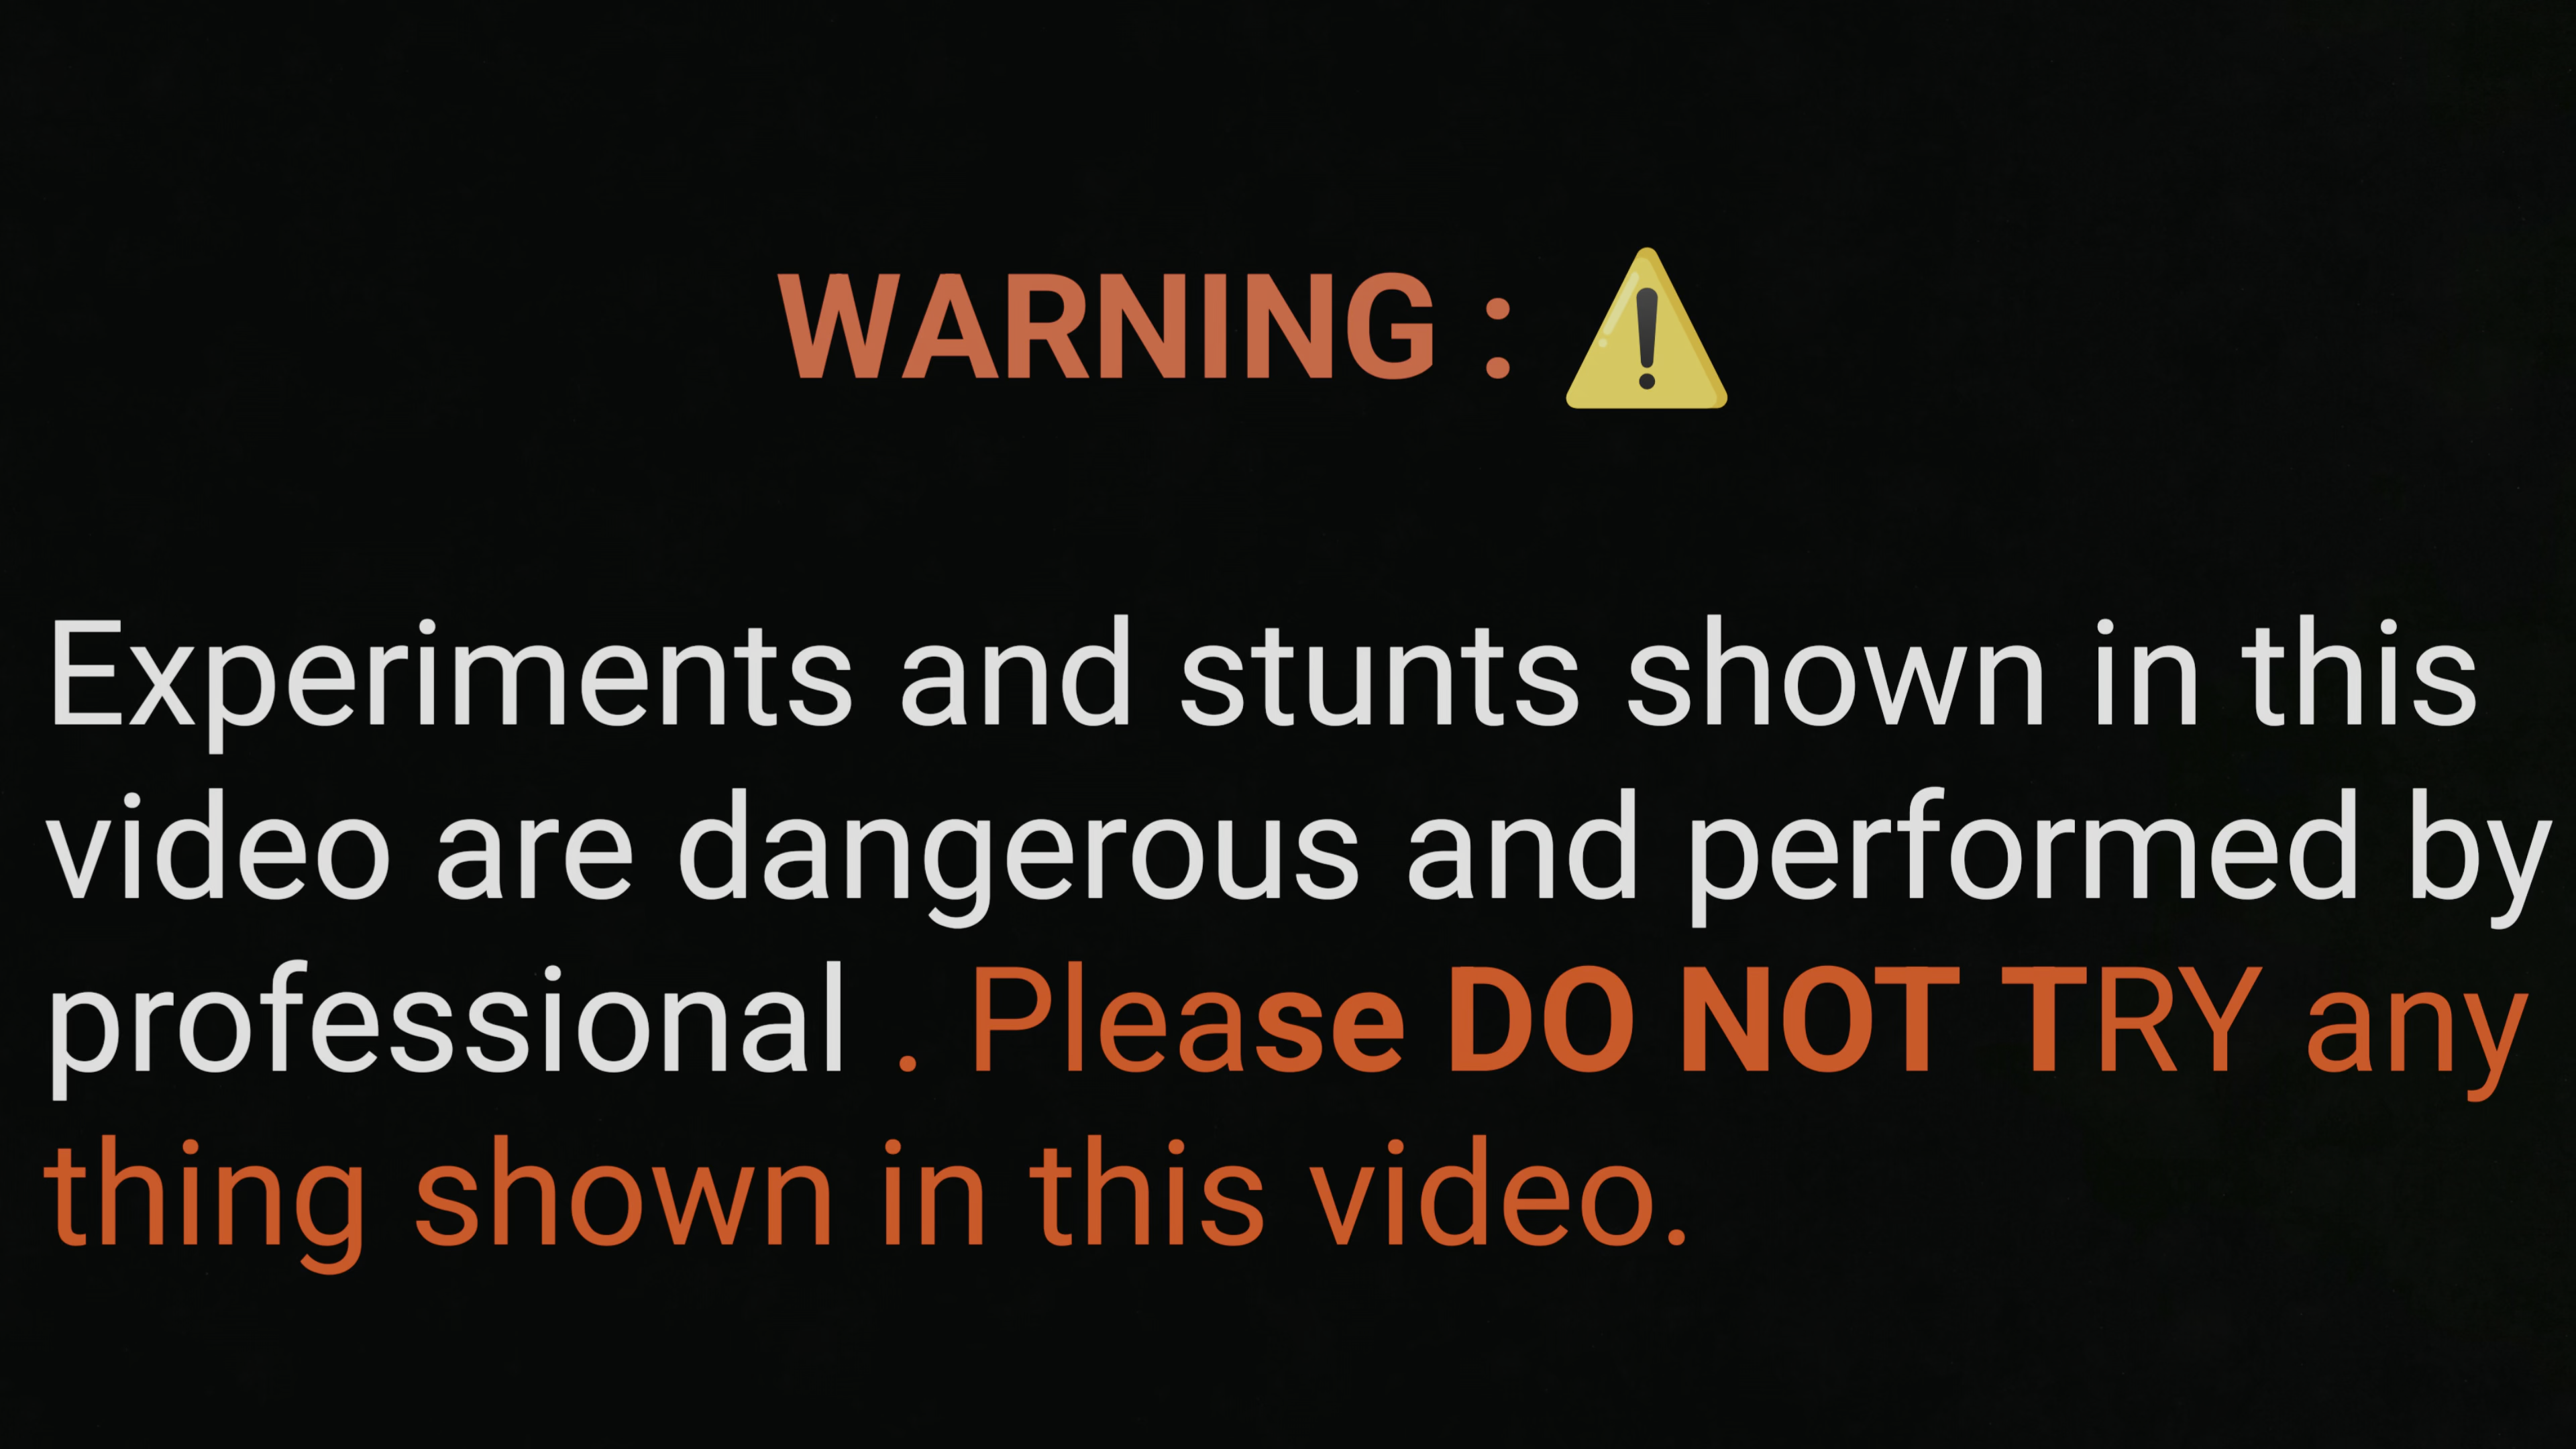 WARNING : ⚠️
Experiments and stunts shown in this
video are dangerous and performed by
professional . Please DO NOT TRY any
thing shown in this video.